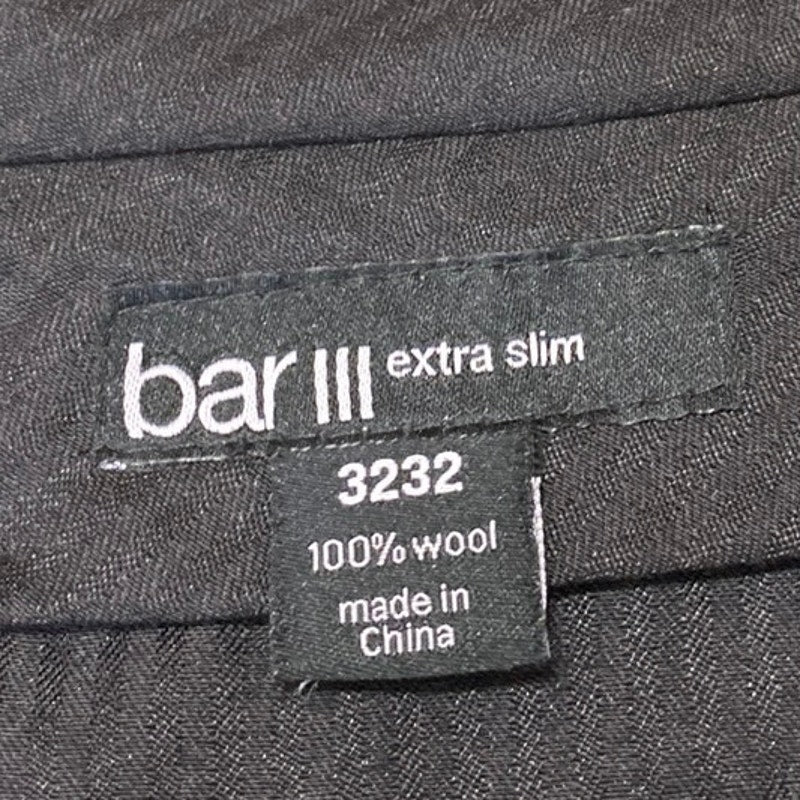 bar III extra slim
3232
100% wool
made in
China